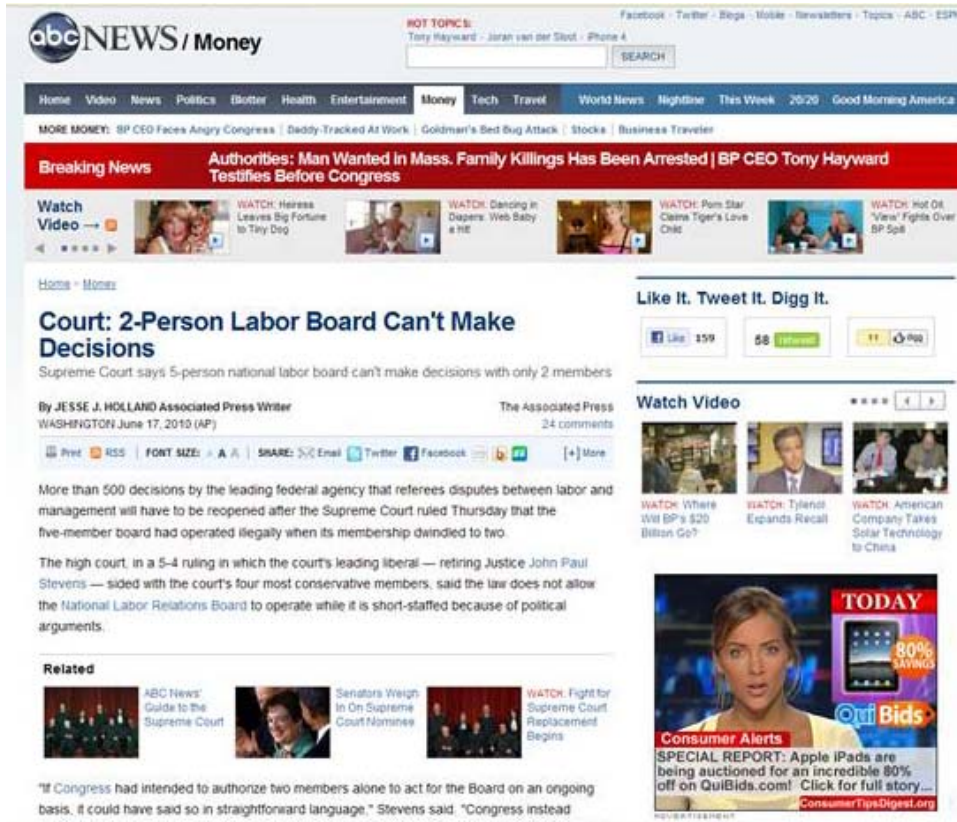 Facebook - Twitter - Blogs - Mobile - Newsletters - Topics - ABC - ESPN
HOT TOPICS:
Tony Hayward - Joran van der Sloot - iPhone 4
abc NEWS / Money
SEARCH
Home Video News Politics Blotter Health Entertainment Money Tech Travel World News Nightline This Week 20/20 Good Morning America
MORE MONEY: BP CEO Faces Angry Congress | Daddy-Tracked At Work | Goldman's Bed Bug Attack | Stocks | Business Traveler
Breaking News
Authorities: Man Wanted in Mass. Family Killings Has Been Arrested | BP CEO Tony Hayward
Testifies Before Congress
Watch
Video →
WATCH: Heiress
Leaves Big Fortune
to Tiny Dog
WATCH: Dancing in
Diapers: Web Baby
a Hit
WATCH: Porn Star
Claims Tiger's Love
Child
WATCH: Hot Oil,
'View' Fights Over
BP Spill
Home > Money
Court: 2-Person Labor Board Can't Make
Decisions
Supreme Court says 5-person national labor board can't make decisions with only 2 members
By JESSE J. HOLLAND Associated Press Writer
WASHINGTON June 17, 2010 (AP)
The Associated Press
24 comments
Print RSS | FONT SIZE: A A A | SHARE: Email Twitter Facebook [+] More
More than 500 decisions by the leading federal agency that referees disputes between labor and
management will have to be reopened after the Supreme Court ruled Thursday that the
five-member board had operated illegally when its membership dwindled to two.
The high court, in a 5-4 ruling in which the court's leading liberal — retiring Justice John Paul
Stevens — sided with the court's four most conservative members, said the law does not allow
the National Labor Relations Board to operate while it is short-staffed because of political
arguments.
Related
ABC News'
Guide to the
Supreme Court
Senators Weigh
In On Supreme
Court Nominee
WATCH: Fight for
Supreme Court
Replacement
Begins
"If Congress had intended to authorize two members alone to act for the Board on an ongoing
basis, it could have said so in straightforward language," Stevens said. "Congress instead
Like It. Tweet It. Digg It.
Like 159
58 retweet
11 digg
Watch Video
WATCH: Where
Will BP's $20
Billion Go?
WATCH: Tylenol
Expands Recall
WATCH: American
Company Takes
Solar Technology
to China
TODAY
80%
SAVINGS
QuiBids
Consumer Alerts
SPECIAL REPORT: Apple iPads are
being auctioned for an incredible 80%
off on QuiBids.com! Click for full story...
ConsumerTipsDigest.org
ADVERTISEMENT